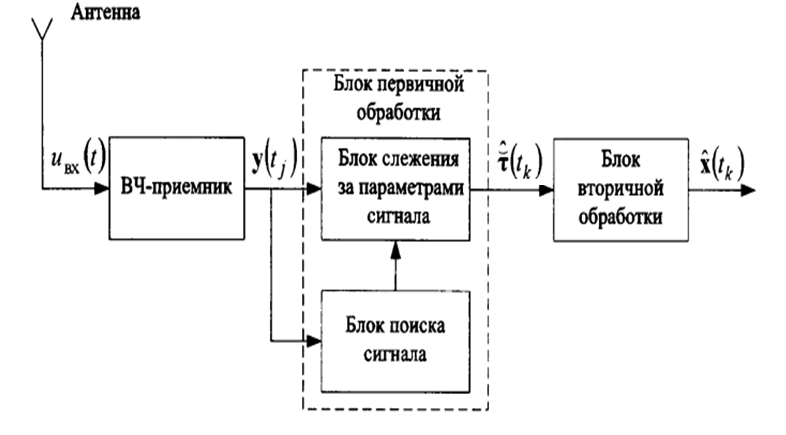 Антенна
Блок первичной
обработки
u_вх(t)
ВЧ-приемник
y(t_j)
Блок слежения
за параметрами
сигнала
τ̂(t_k)
Блок
вторичной
обработки
x̂(t_k)
Блок поиска
сигнала